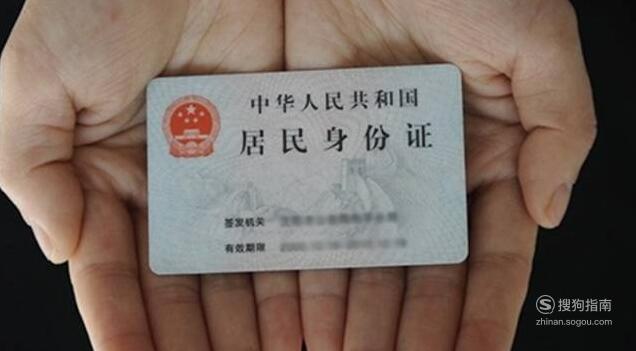 中华人民共和国
居民身份证
签发机关
有效期限
搜狗指南
zhinan.sogou.com